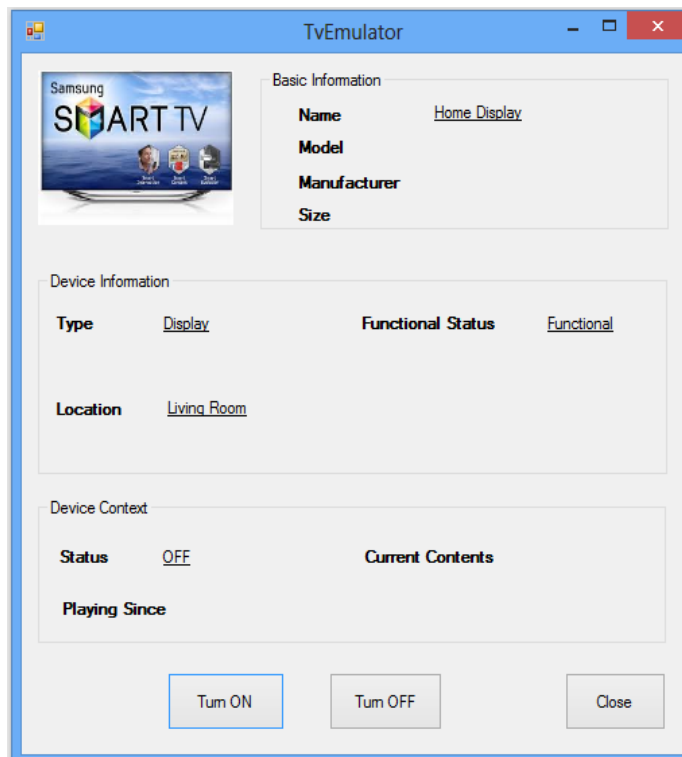 TvEmulator
Samsung
SMART TV
Basic Information
Name Home Display
Model
Manufacturer
Size
Device Information
Type Display Functional Status Functional
Location Living Room
Device Context
Status OFF Current Contents
Playing Since
Turn ON Turn OFF Close